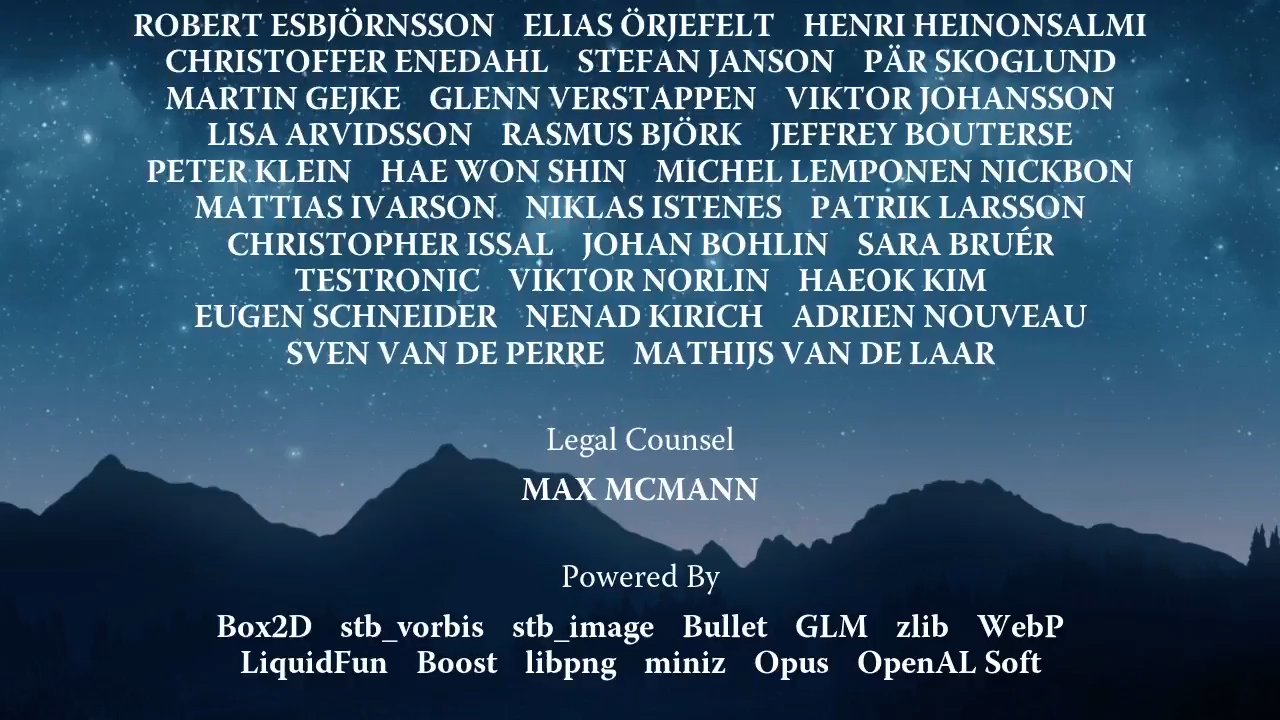 ROBERT ESBJÖRNSSON ELIAS ÖRJEFELT HENRI HEINONSALMI
CHRISTOFFER ENEDAHL STEFAN JANSON PÄR SKOGLUND
MARTIN GEJKE GLENN VERSTAPPEN VIKTOR JOHANSSON
LISA ARVIDSSON RASMUS BJÖRK JEFFREY BOUTERSE
PETER KLEIN HAE WON SHIN MICHEL LEMPONEN NICKBON
MATTIAS IVARSON NIKLAS ISTENES PATRIK LARSSON
CHRISTOPHER ISSAL JOHAN BOHLIN SARA BRUÉR
TESTRONIC VIKTOR NORLIN HAEOK KIM
EUGEN SCHNEIDER NENAD KIRICH ADRIEN NOUVEAU
SVEN VAN DE PERRE MATHIJS VAN DE LAAR
Legal Counsel
MAX MCMANN
Powered By
Box2D stb_vorbis stb_image Bullet GLM zlib WebP
LiquidFun Boost libpng miniz Opus OpenAL Soft